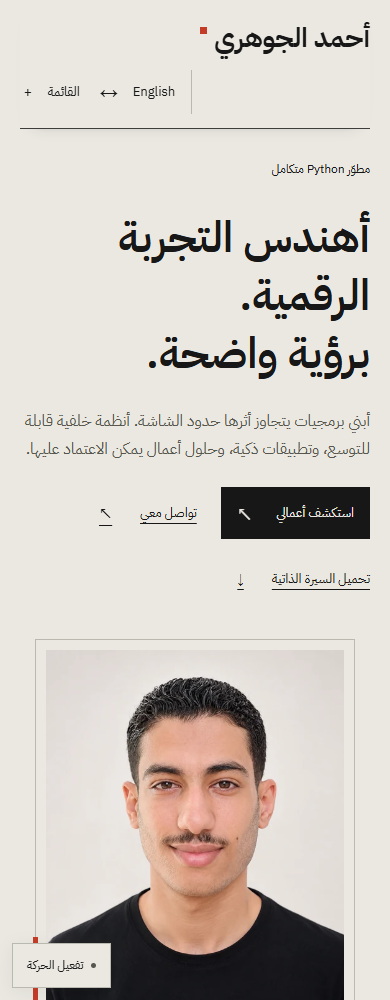 أحمد الجوهري
English ↔ القائمة +
مطوّر Python متكامل
أهندس التجربة
الرقمية.
برؤية واضحة.
أبني برمجيات يتجاوز أثرها حدود الشاشة. أنظمة خلفية قابلة
للتوسع، وتطبيقات ذكية، وحلول أعمال يمكن الاعتماد عليها.
استكشف أعمالي ↖ تواصل معي ↖
تحميل السيرة الذاتية ↓
تفعيل الحركة